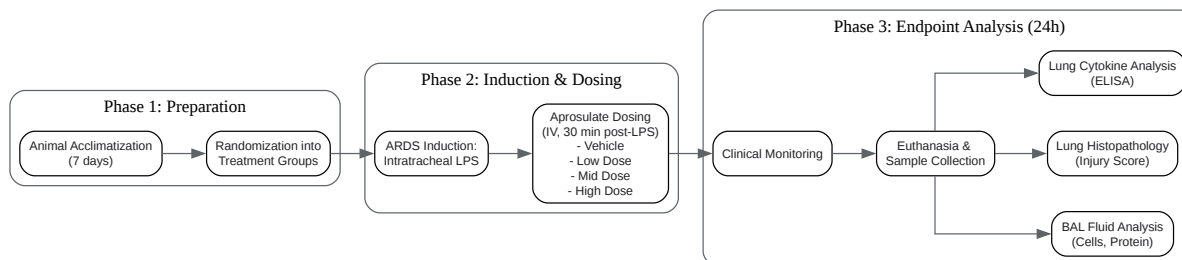 Phase 1: Preparation
Animal Acclimatization
(7 days)
Randomization into
Treatment Groups
Phase 2: Induction & Dosing
ARDS Induction:
Intratracheal LPS
Aprosulate Dosing
(IV, 30 min post-LPS)
- Vehicle
- Low Dose
- Mid Dose
- High Dose
Phase 3: Endpoint Analysis (24h)
Clinical Monitoring
Euthanasia &
Sample Collection
Lung Cytokine Analysis
(ELISA)
Lung Histopathology
(Injury Score)
BAL Fluid Analysis
(Cells, Protein)